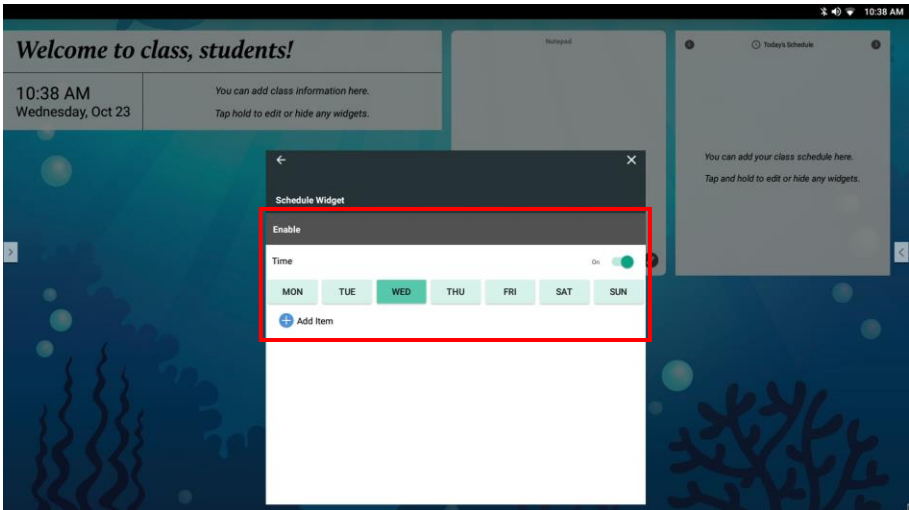 10:38 AM
Welcome to class, students!
10:38 AM
Wednesday, Oct 23
You can add class information here.
Tap hold to edit or hide any widgets.
Notepad
Today's Schedule
You can add your class schedule here.
Tap and hold to edit or hide any widgets.
Schedule Widget
Enable
Time
On
MON TUE WED THU FRI SAT SUN
Add Item